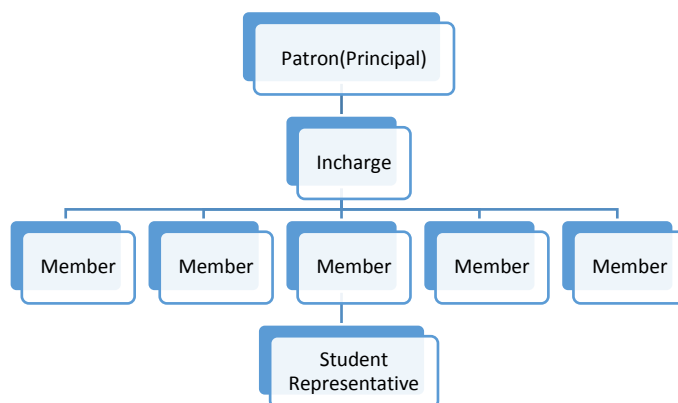 Patron(Principal)
Incharge
Member
Member
Member
Member
Member
Student
Representative